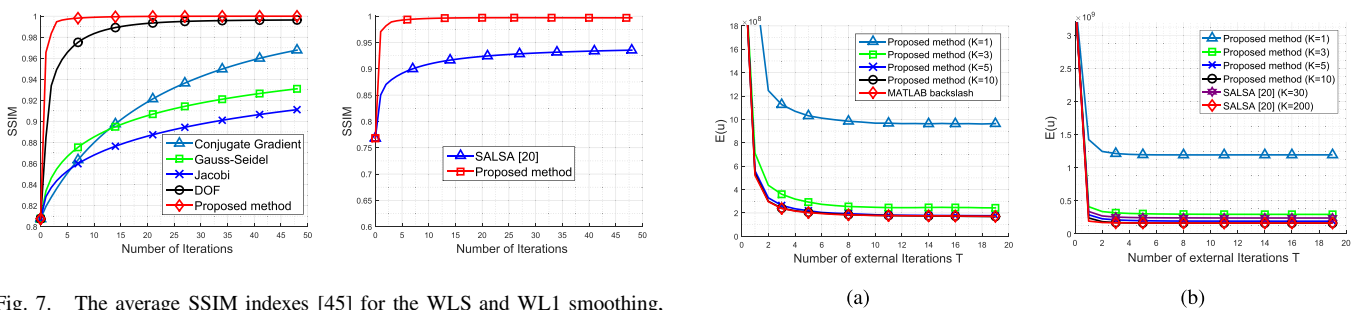 1
0.98
0.96
0.94
0.92
0.9
0.88
0.86
0.84
0.82
0.8
SSIM
0
5
10
15
20
25
30
35
40
45
50
Number of Iterations
Conjugate Gradient
Gauss-Seidel
Jacobi
DOF
Proposed method
1
0.95
0.9
0.85
0.8
0.75
0.7
0.65
0.6
SSIM
0
5
10
15
20
25
30
35
40
45
50
Number of Iterations
SALSA [20]
Proposed method
Fig. 7. The average SSIM indexes [45] for the WLS and WL1 smoothing,
×10⁸
18
16
14
12
10
8
6
4
2
0
E(u)
0
2
4
6
8
10
12
14
16
18
20
Number of external Iterations T
Proposed method (K=1)
Proposed method (K=3)
Proposed method (K=5)
Proposed method (K=10)
MATLAB backslash
(a)
×10⁹
3
2.5
2
1.5
1
0.5
0
E(u)
0
2
4
6
8
10
12
14
16
18
20
Number of external Iterations T
Proposed method (K=1)
Proposed method (K=3)
Proposed method (K=5)
Proposed method (K=10)
SALSA [20] (K=30)
SALSA [20] (K=200)
(b)